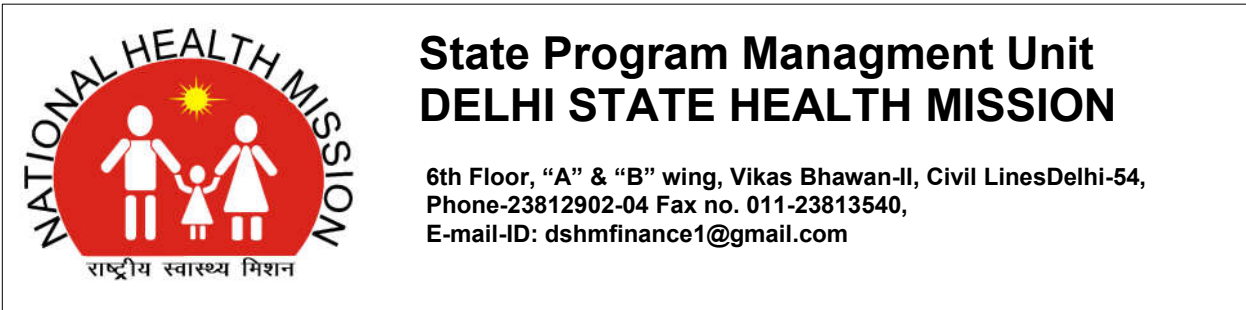 NATIONAL HEALTH MISSION
राष्ट्रीय स्वास्थ्य मिशन
State Program Managment Unit
DELHI STATE HEALTH MISSION
6th Floor, “A” & “B” wing, Vikas Bhawan-II, Civil LinesDelhi-54,
Phone-23812902-04 Fax no. 011-23813540,
E-mail-ID: dshmfinance1@gmail.com